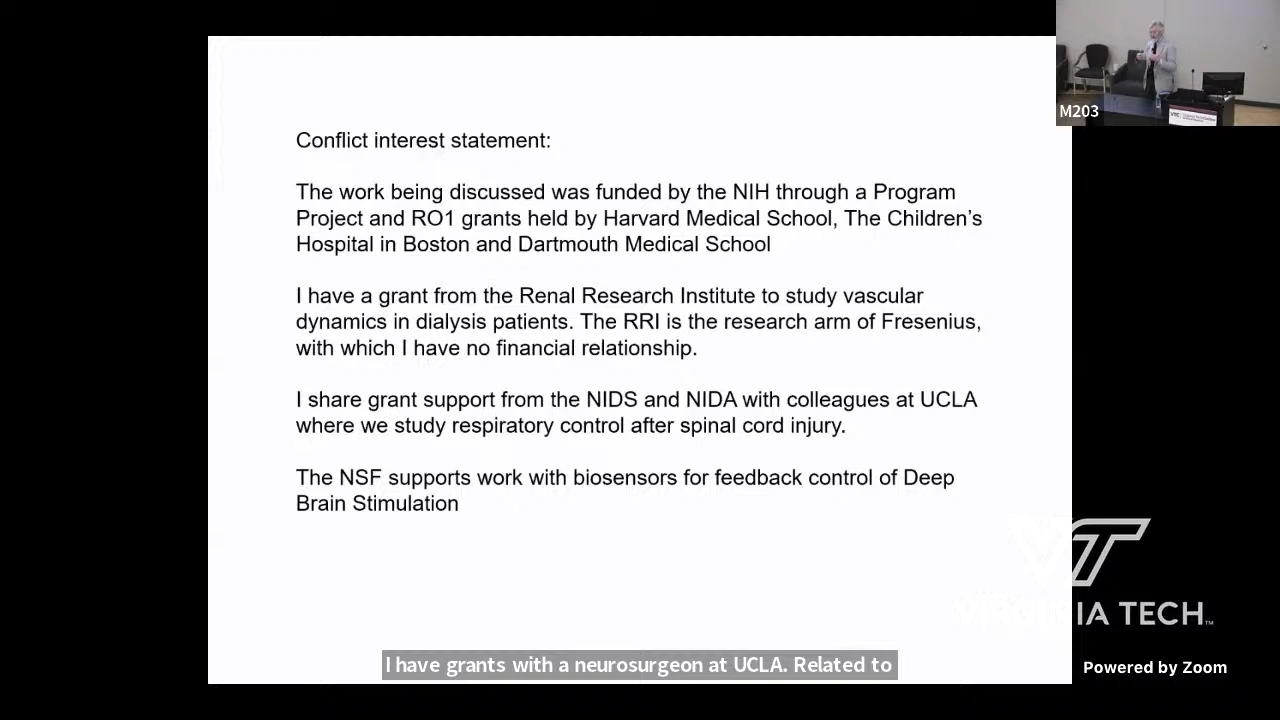 Conflict interest statement:
The work being discussed was funded by the NIH through a Program
Project and RO1 grants held by Harvard Medical School, The Children's
Hospital in Boston and Dartmouth Medical School
I have a grant from the Renal Research Institute to study vascular
dynamics in dialysis patients. The RRI is the research arm of Fresenius,
with which I have no financial relationship.
I share grant support from the NIDS and NIDA with colleagues at UCLA
where we study respiratory control after spinal cord injury.
The NSF supports work with biosensors for feedback control of Deep
Brain Stimulation
M203
VTC
VT
VIRGINIA TECH™
I have grants with a neurosurgeon at UCLA. Related to
Powered by Zoom